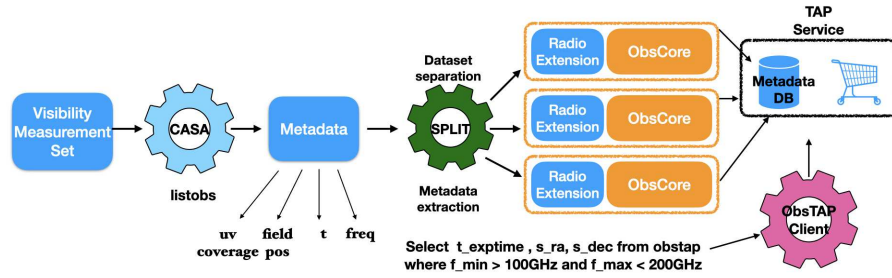 Visibility
Measurement
Set
CASA
listobs
Metadata
uv
coverage
field
pos
t
freq
Dataset
separation
SPLIT
Metadata
extraction
Radio
Extension
ObsCore
Radio
Extension
ObsCore
Radio
Extension
ObsCore
TAP
Service
Metadata
DB
ObsTAP
Client
Select t_exptime , s_ra, s_dec from obstap
where f_min > 100GHz and f_max < 200GHz